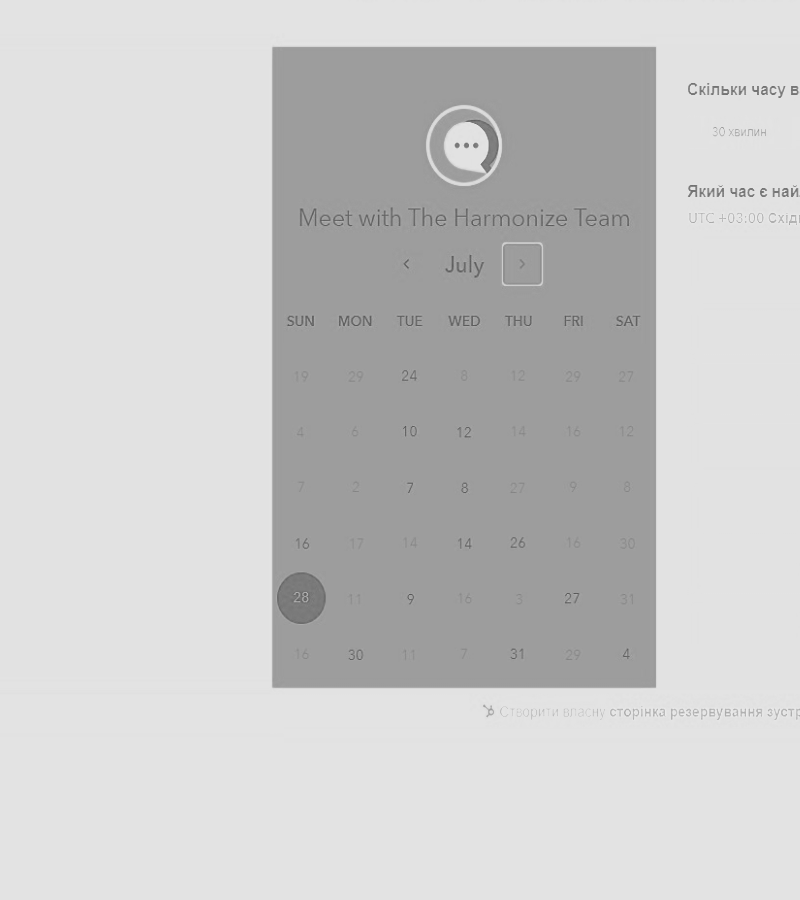 Meet with The Harmonize Team
July
SUN MON TUE WED THU FRI SAT
19 29 24 8 12 29 27
4 6 10 12 14 16 12
7 2 7 8 27 9 8
16 17 14 14 26 16 30
28 11 9 16 3 27 31
16 30 11 7 31 29 4
Скільки часу в
30 хвилин
Який час є най
UTC +03:00 Східн
Створити власну сторінка резервування зустр